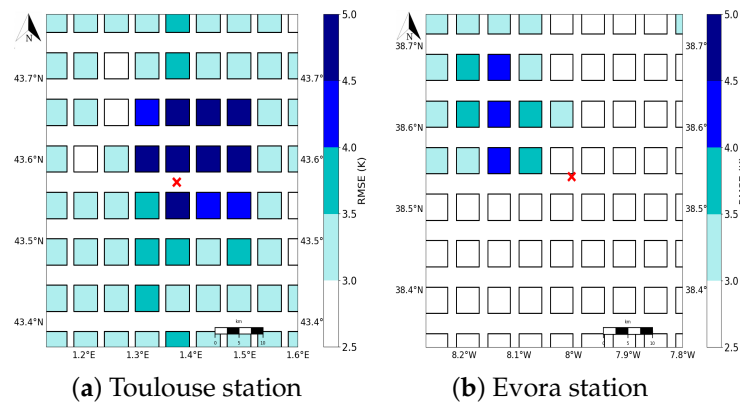 N
5.0
4.5
4.0
3.5
3.0
2.5
RMSE (K)
43.7°N
43.6°N
43.5°N
43.4°N
43.7°
43.6°
43.5°
43.4°
km
0 5 10
1.2°E 1.3°E 1.4°E 1.5°E 1.6°E
(a) Toulouse station
N
5.0
4.5
4.0
3.5
3.0
2.5
38.7°N
38.6°N
38.5°N
38.4°N
38.7°
38.6°
38.5°
38.4°
km
0 5 10
8.2°W 8.1°W 8°W 7.9°W 7.8°W
(b) Evora station